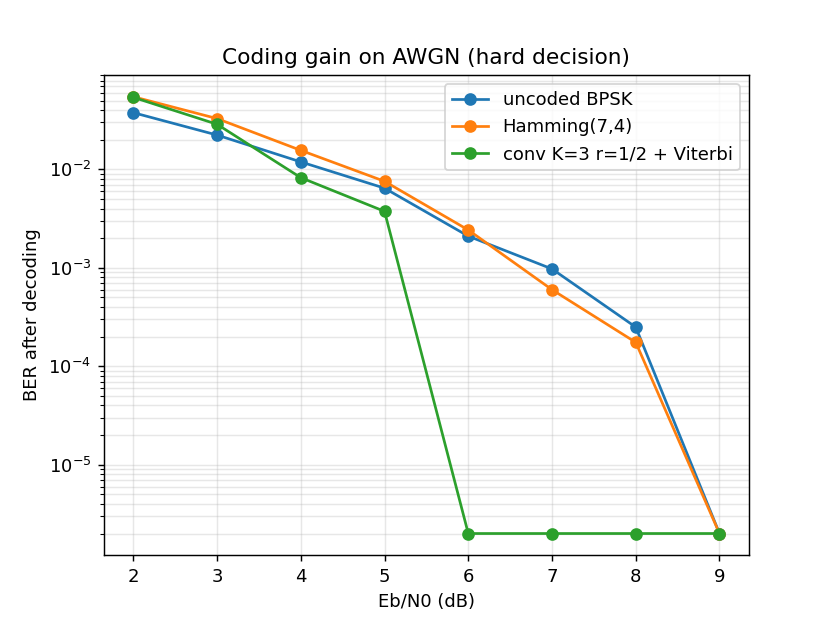 Coding gain on AWGN (hard decision)
uncoded BPSK
Hamming(7,4)
conv K=3 r=1/2 + Viterbi
BER after decoding
10⁻²
10⁻³
10⁻⁴
10⁻⁵
2 3 4 5 6 7 8 9
Eb/N0 (dB)